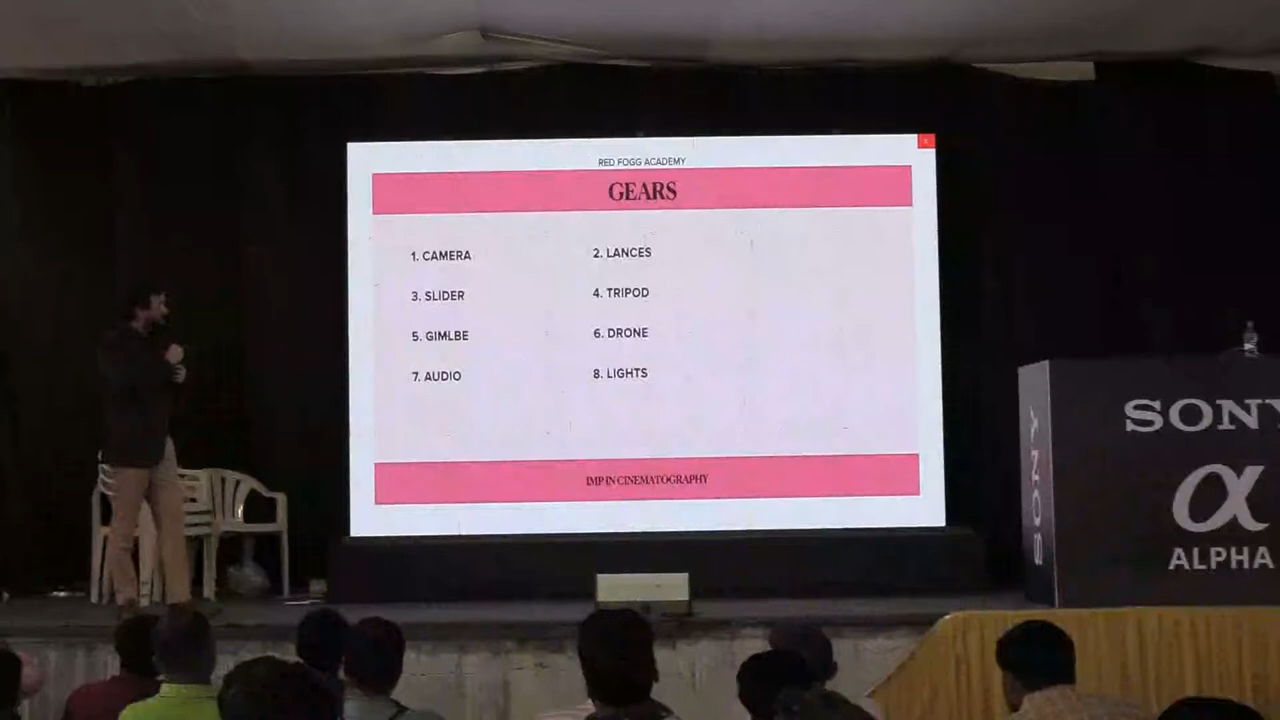 RED FOGG ACADEMY
GEARS
1. CAMERA
2. LANCES
3. SLIDER
4. TRIPOD
5. GIMLBE
6. DRONE
7. AUDIO
8. LIGHTS
IMP IN CINEMATOGRAPHY
X
SONY
SONY
α
ALPHA